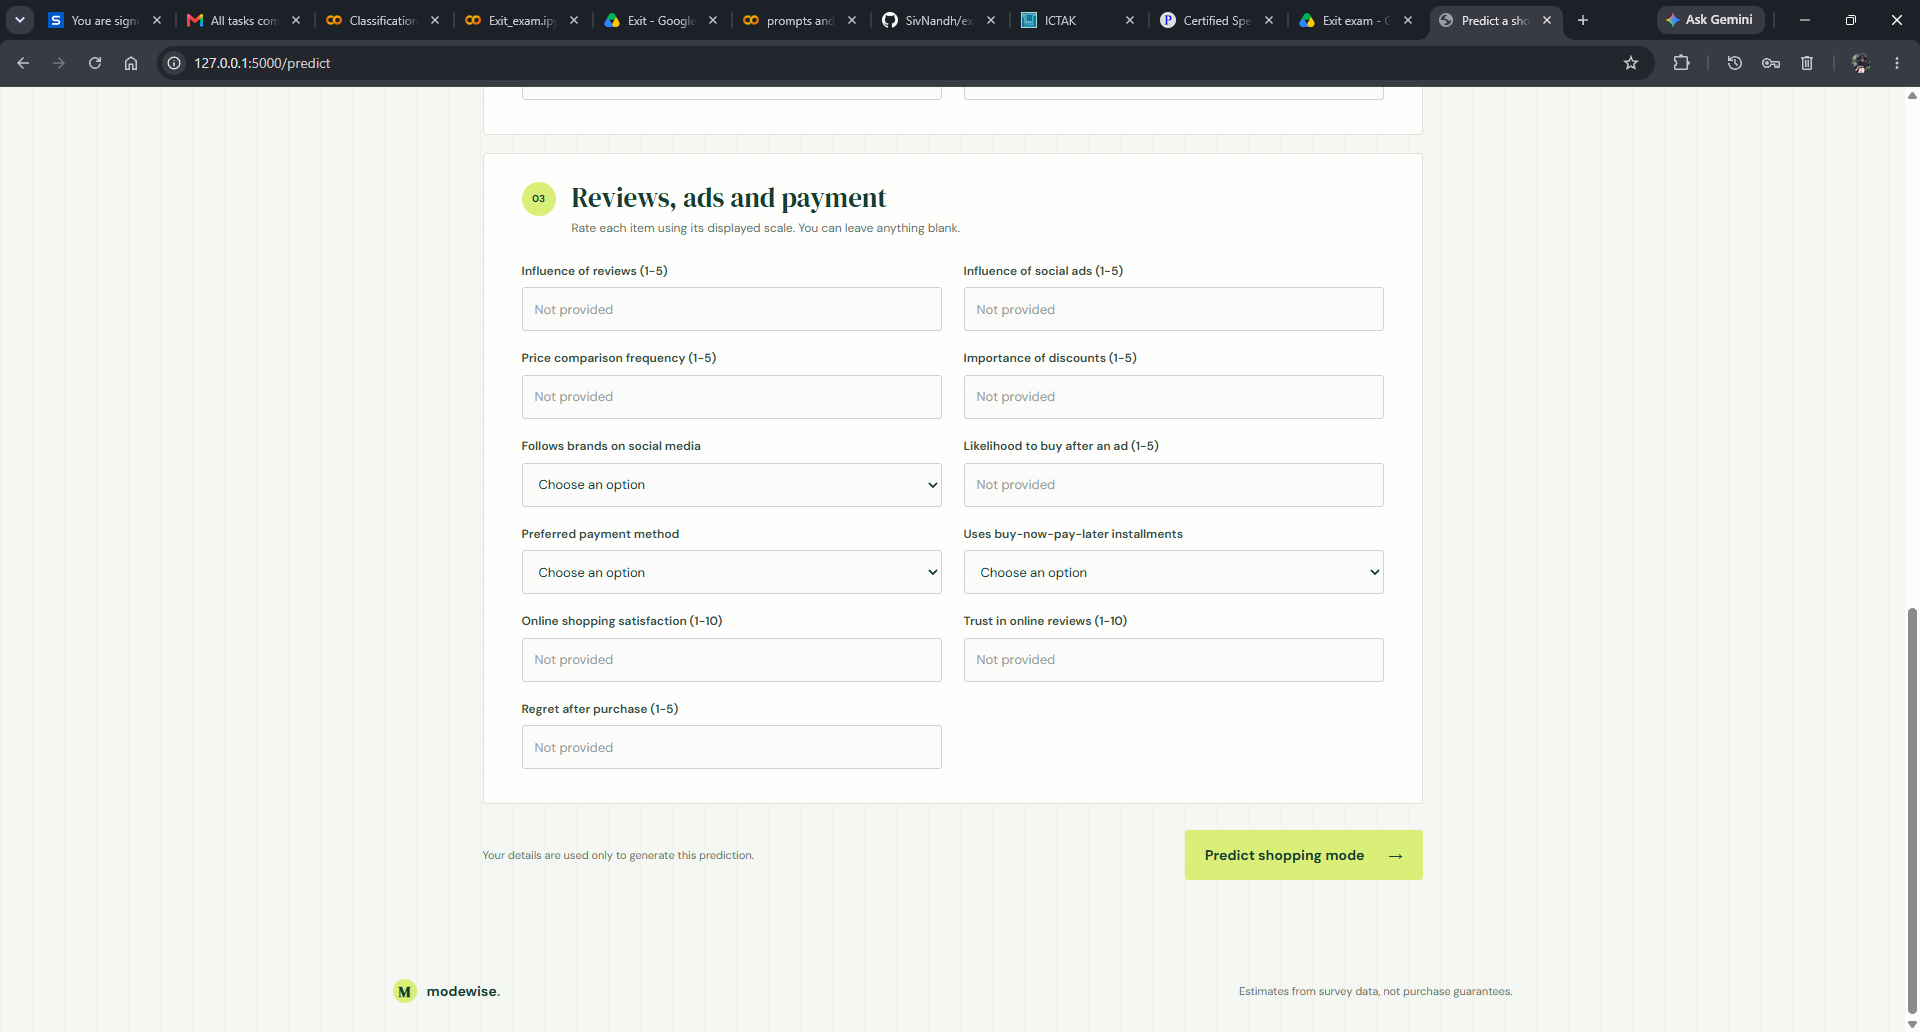 You are sign
All tasks com
Classification
Exit_exam.ipy
Exit - Google
prompts and
SivNandh/ex
ICTAK
Certified Spe
Exit exam - G
Predict a sho
Ask Gemini
127.0.0.1:5000/predict
03
Reviews, ads and payment
Rate each item using its displayed scale. You can leave anything blank.
Influence of reviews (1-5)
Influence of social ads (1-5)
Not provided
Not provided
Price comparison frequency (1-5)
Importance of discounts (1-5)
Not provided
Not provided
Follows brands on social media
Likelihood to buy after an ad (1-5)
Choose an option
Not provided
Preferred payment method
Uses buy-now-pay-later installments
Choose an option
Choose an option
Online shopping satisfaction (1-10)
Trust in online reviews (1-10)
Not provided
Not provided
Regret after purchase (1-5)
Not provided
Your details are used only to generate this prediction.
Predict shopping mode →
M modewise.
Estimates from survey data, not purchase guarantees.